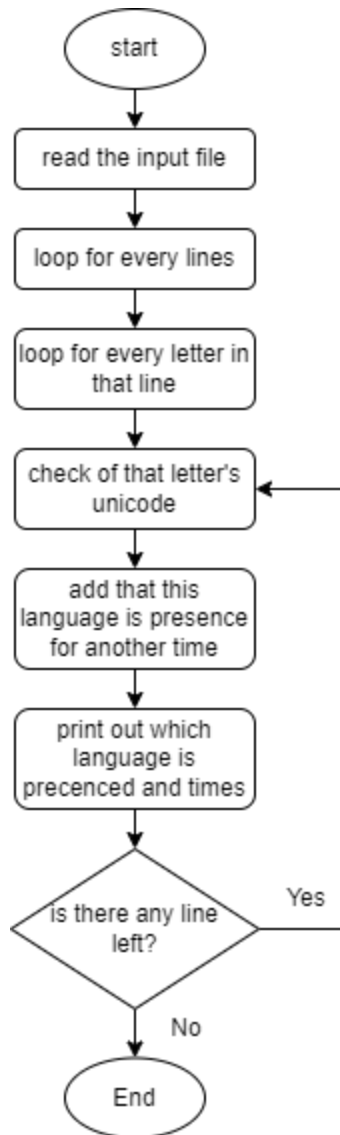 start
read the input file
loop for every lines
loop for every letter in
that line
check of that letter's
unicode
add that this
language is presence
for another time
print out which
language is
precenced and times
is there any line
left?
Yes
No
End